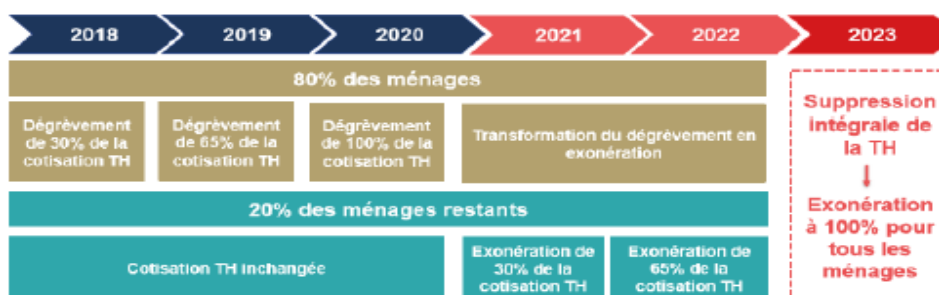 2018 2019 2020 2021 2022 2023
80% des ménages
Dégrèvement
de 30% de la
cotisation TH
Dégrèvement
de 65% de la
cotisation TH
Dégrèvement
de 100% de la
cotisation TH
Transformation du dégrèvement en
exonération
20% des ménages restants
Cotisation TH inchangée
Exonération de
30% de la
cotisation TH
Exonération de
65% de la
cotisation TH
Suppression
intégrale de
la TH
↓
Exonération
à 100% pour
tous les
ménages